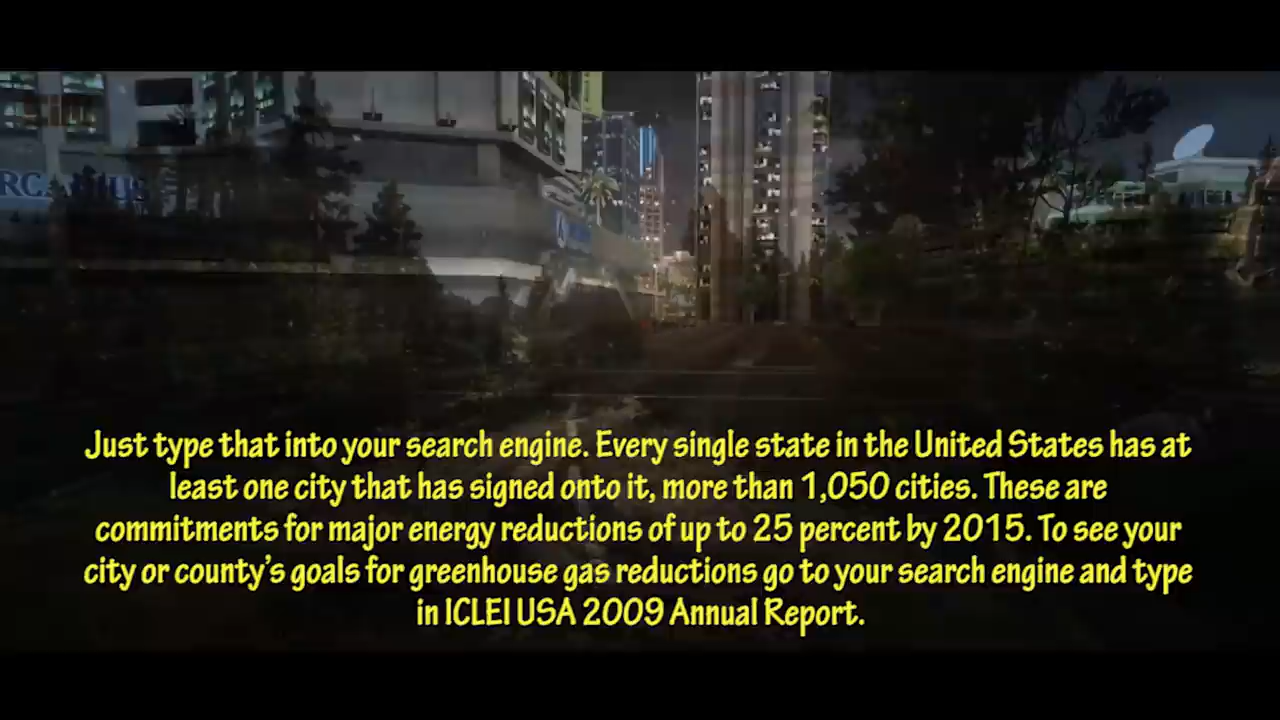 Just type that into your search engine. Every single state in the United States has at
least one city that has signed onto it, more than 1,050 cities. These are
commitments for major energy reductions of up to 25 percent by 2015. To see your
city or county's goals for greenhouse gas reductions go to your search engine and type
in ICLEI USA 2009 Annual Report.